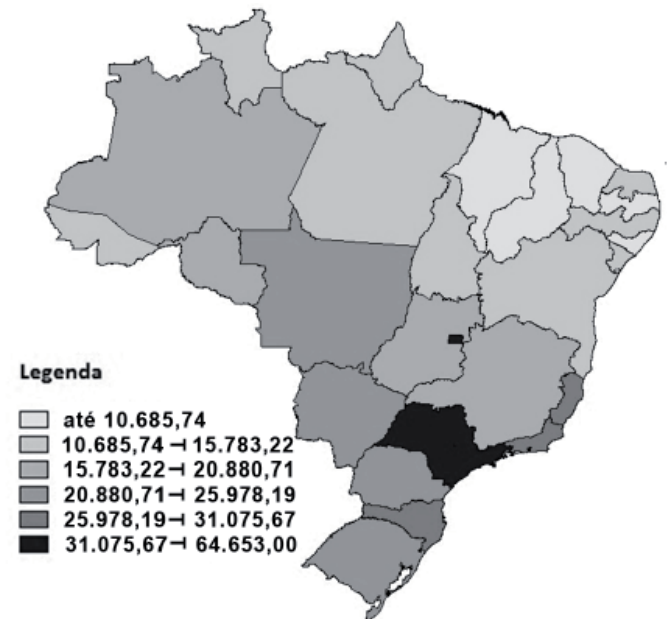 Legenda
até 10.685,74
10.685,74⊣ 15.783,22
15.783,22⊣ 20.880,71
20.880,71⊣ 25.978,19
25.978,19⊣ 31.075,67
31.075,67⊣ 64.653,00